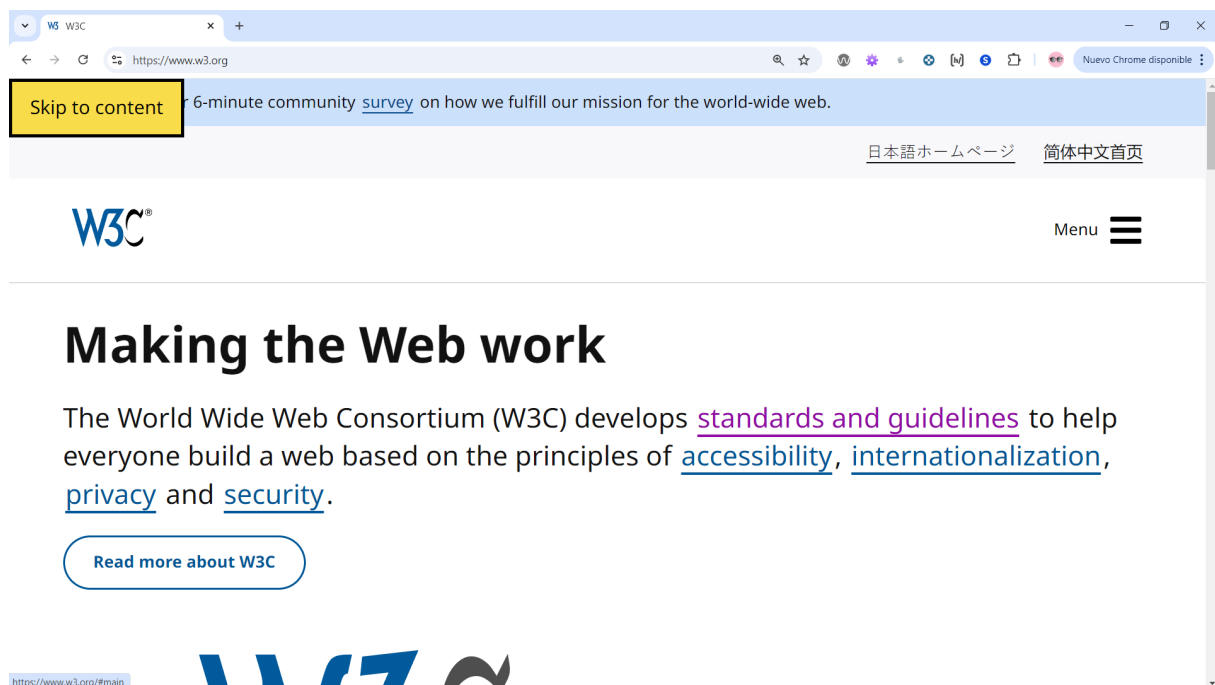 W3C
https://www.w3.org
Nuevo Chrome disponible
Skip to content
6-minute community survey on how we fulfill our mission for the world-wide web.
日本語ホームページ 简体中文首页
W3C®
Menu
Making the Web work
The World Wide Web Consortium (W3C) develops standards and guidelines to help
everyone build a web based on the principles of accessibility, internationalization,
privacy and security.
Read more about W3C
https://www.w3.org/#main